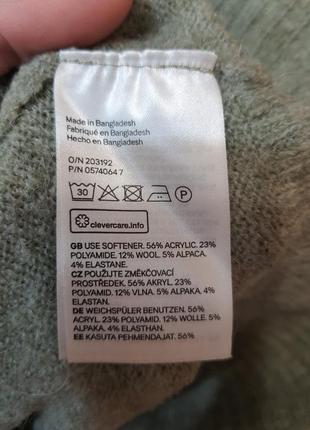 Made in Bangladesh
Fabriqué en Bangladesh
Hecho en Bangladesh
O/N 203192
P/N 05740647
30 P
clevercare.info
GB USE SOFTENER. 56% ACRYLIC. 23%
POLYAMIDE. 12% WOOL. 5% ALPACA.
4% ELASTANE.
CZ POUŽIJTE ZMĚKČOVACÍ
PROSTŘEDEK. 56% AKRYL. 23%
POLYAMID. 12% VLNA. 5% ALPAKA. 4%
ELASTAN.
DE WEICHSPÜLER BENUTZEN. 56%
ACRYL. 23% POLYAMID. 12% WOLLE. 5%
ALPAKA. 4% ELASTHAN.
EE KASUTA PEHMENDAJAT. 56%